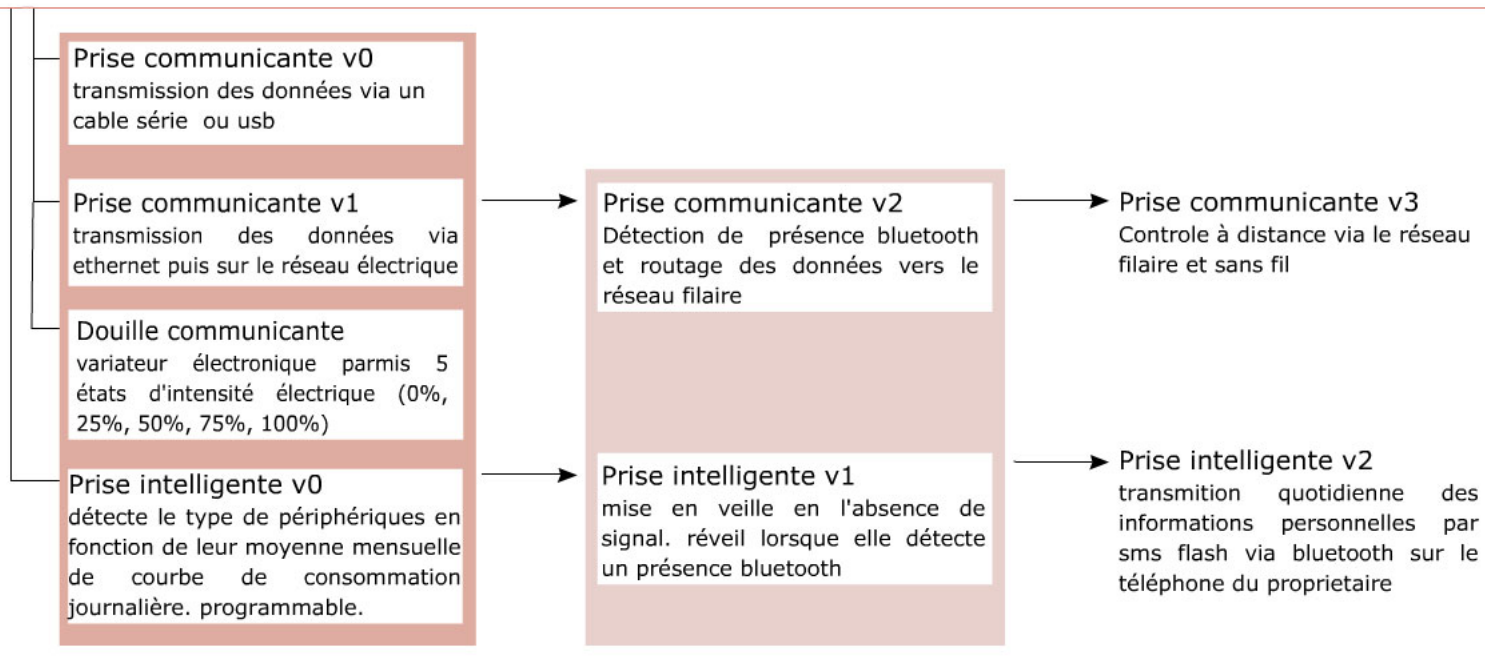 Prise communicante v0
transmission des données via un
cable série ou usb
Prise communicante v1
transmission des données via
ethernet puis sur le réseau électrique
Douille communicante
variateur électronique parmis 5
états d'intensité électrique (0%,
25%, 50%, 75%, 100%)
Prise intelligente v0
détecte le type de périphériques en
fonction de leur moyenne mensuelle
de courbe de consommation
journalière. programmable.
Prise communicante v2
Détection de présence bluetooth
et routage des données vers le
réseau filaire
Prise intelligente v1
mise en veille en l'absence de
signal. réveil lorsque elle détecte
un présence bluetooth
Prise communicante v3
Controle à distance via le réseau
filaire et sans fil
Prise intelligente v2
transmition quotidienne des
informations personnelles par
sms flash via bluetooth sur le
téléphone du proprietaire